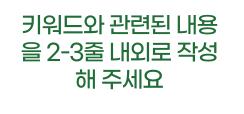 키워드와 관련된 내용
을 2-3줄 내외로 작성
해 주세요